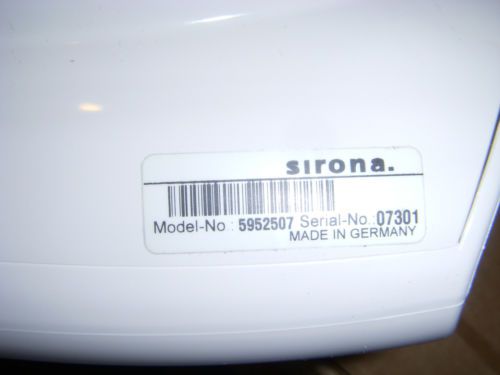 sirona.
Model-No.: 5952507 Serial-No.: 07301
MADE IN GERMANY